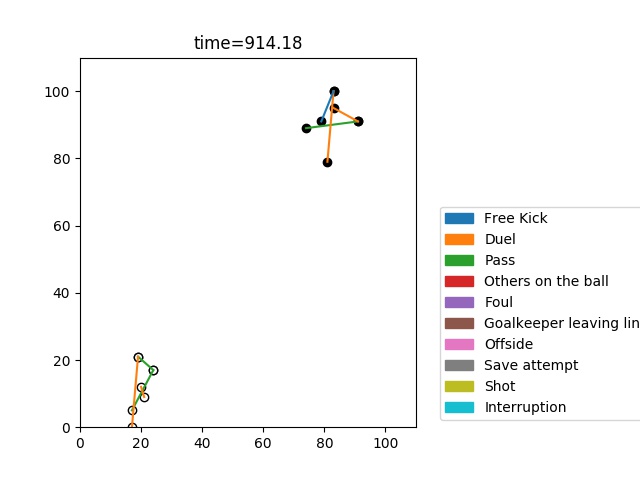 time=914.18
100
80
60
40
20
0
0 20 40 60 80 100
Free Kick
Duel
Pass
Others on the ball
Foul
Goalkeeper leaving lin
Offside
Save attempt
Shot
Interruption